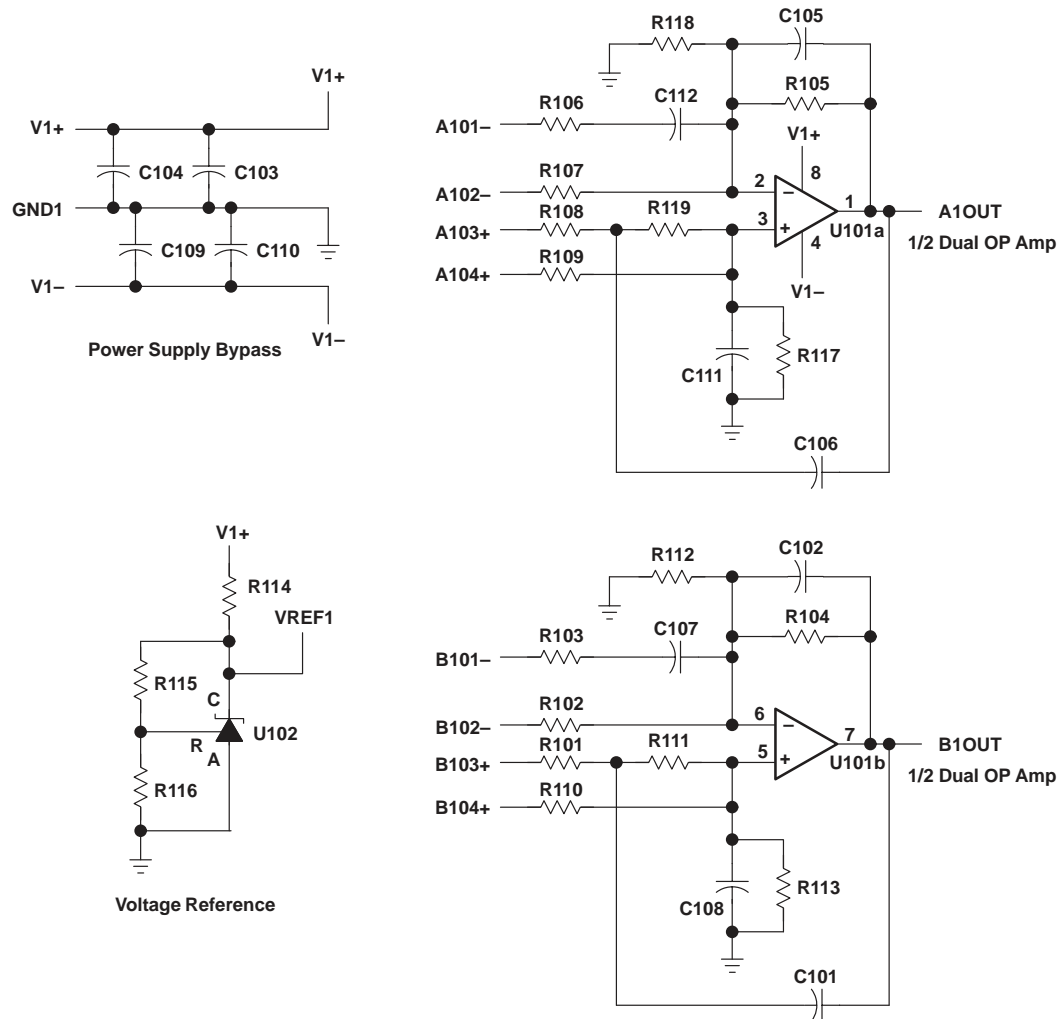 V1+
V1+
C104
C103
GND1
C109
C110
V1–
V1–
Power Supply Bypass
R118
C105
R105
R106
C112
A101–
V1+
R107
8
A102–
2
–
R108
R119
1
A1OUT
A103+
3
+
U101a
1/2 Dual OP Amp
R109
4
A104+
V1–
R117
C111
C106
V1+
R114
VREF1
R115
C
R
U102
A
R116
Voltage Reference
R112
C102
R104
R103
C107
B101–
R102
B102–
6
–
R101
R111
7
B1OUT
B103+
5
+
U101b
1/2 Dual OP Amp
R110
B104+
R113
C108
C101